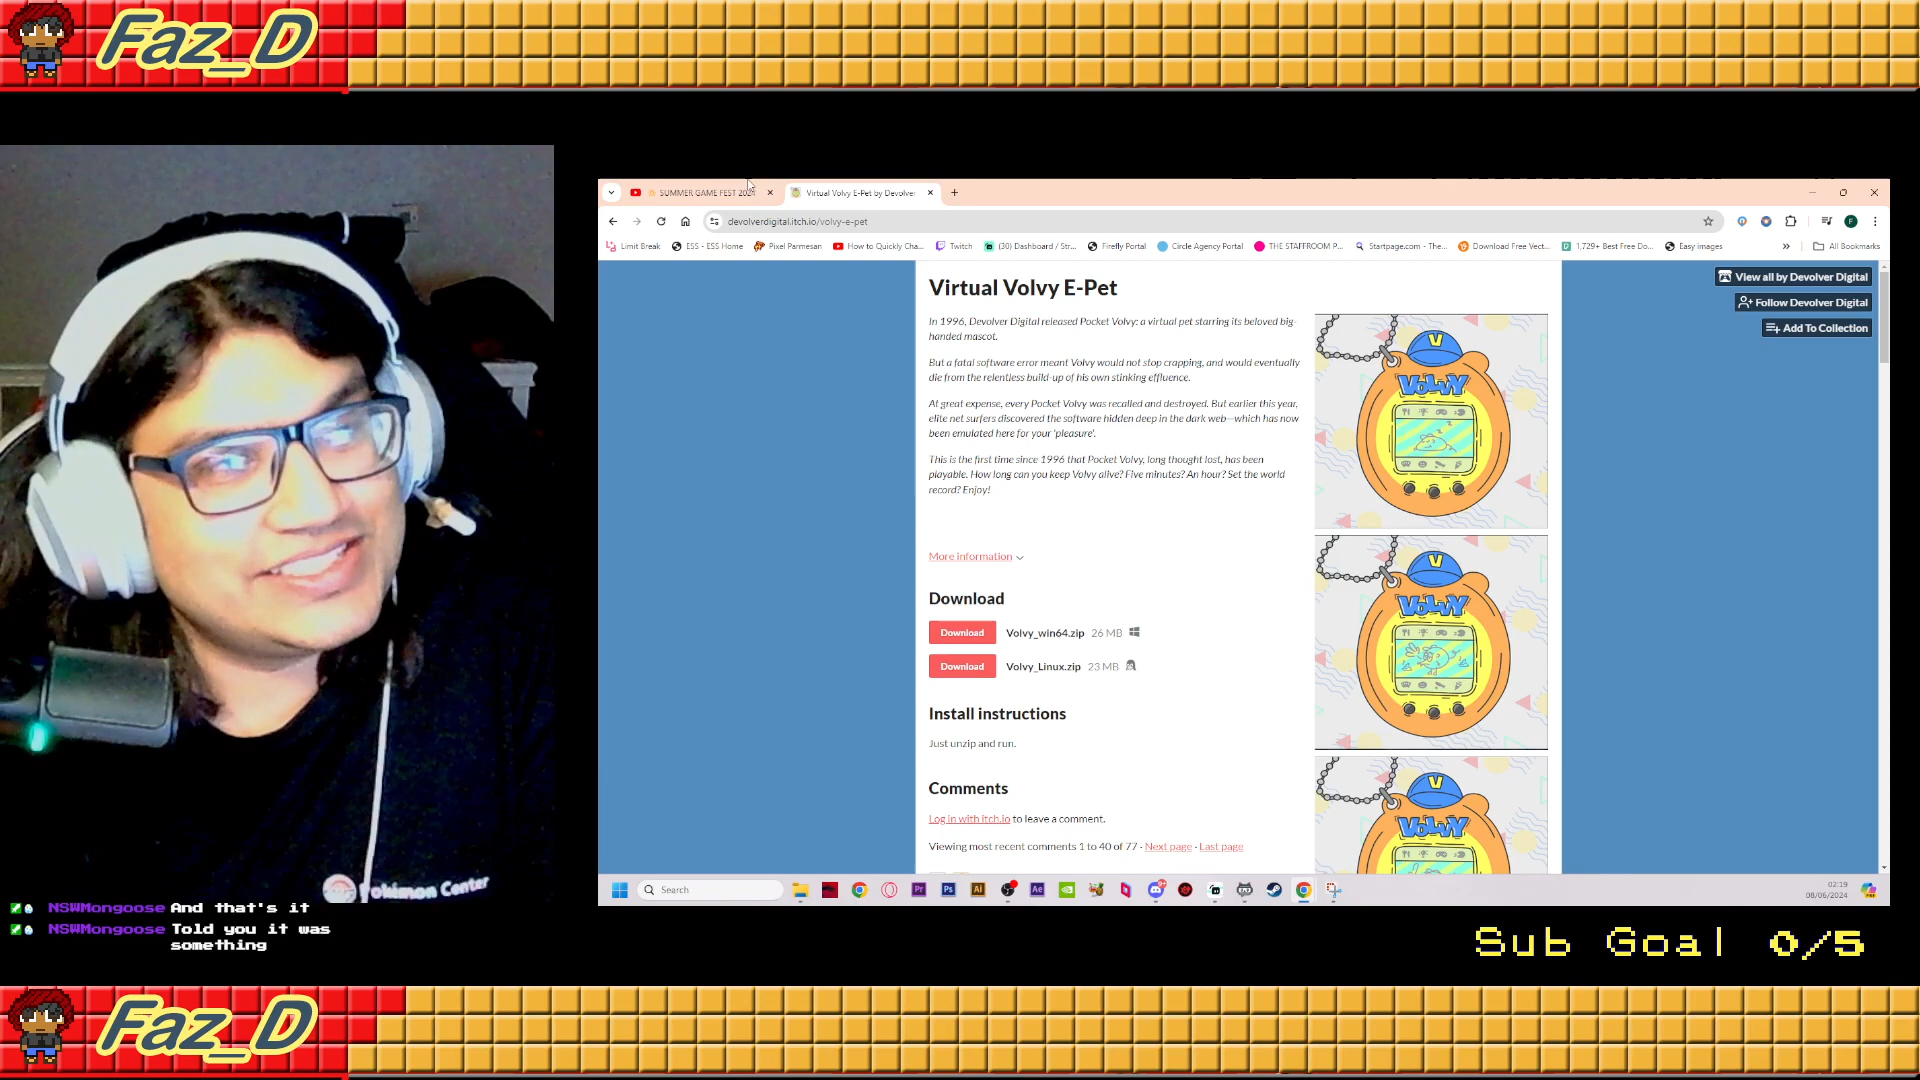 Faz_D
SUMMER GAME FEST 2024
Virtual Volvy E-Pet by Devolver
devolverdigital.itch.io/volvy-e-pet
Limit Break
ESS - ESS Home
Pixel Parmesan
How to Quickly Cha...
Twitch
(30) Dashboard / Str...
Firefly Portal
Circle Agency Portal
THE STAFFROOM P...
Startpage.com - The...
Download Free Vect...
1,729+ Best Free Do...
Easy images
All Bookmarks
View all by Devolver Digital
Follow Devolver Digital
Add To Collection
Virtual Volvy E-Pet
In 1996, Devolver Digital released Pocket Volvy: a virtual pet starring its beloved big-
handed mascot.
But a fatal software error meant Volvy would not stop crapping, and would eventually
die from the relentless build-up of his own stinking effluence.
At great expense, every Pocket Volvy was recalled and destroyed. But earlier this year,
elite net surfers discovered the software hidden deep in the dark web—which has now
been emulated here for your 'pleasure'.
This is the first time since 1996 that Pocket Volvy, long thought lost, has been
playable. How long can you keep Volvy alive? Five minutes? An hour? Set the world
record? Enjoy!
More information
Download
Download Volvy_win64.zip 26 MB
Download Volvy_Linux.zip 23 MB
Install instructions
Just unzip and run.
Comments
Log in with itch.io to leave a comment.
Viewing most recent comments 1 to 40 of 77 · Next page · Last page
V
VOLVY
V
VOLVY
V
VOLVY
Search
02:19
08/06/2024
Pokémon Center
NSWMongoose And that's it
NSWMongoose Told you it was
something
Sub Goal 0/5
Faz_D